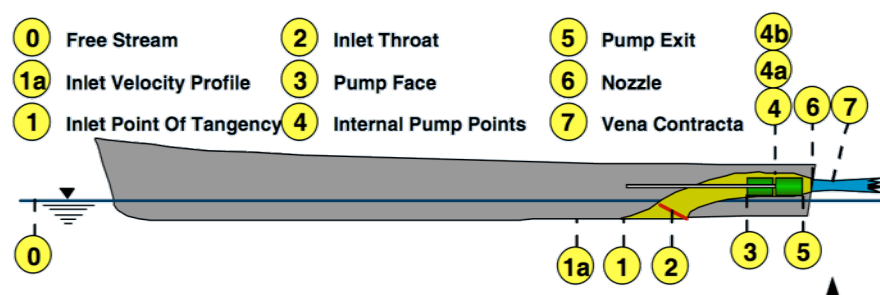 0 Free Stream 2 Inlet Throat 5 Pump Exit 4b
1a Inlet Velocity Profile 3 Pump Face 6 Nozzle 4a
1 Inlet Point Of Tangency 4 Internal Pump Points 7 Vena Contracta 4 6 7
0 1a 1 2 3 5